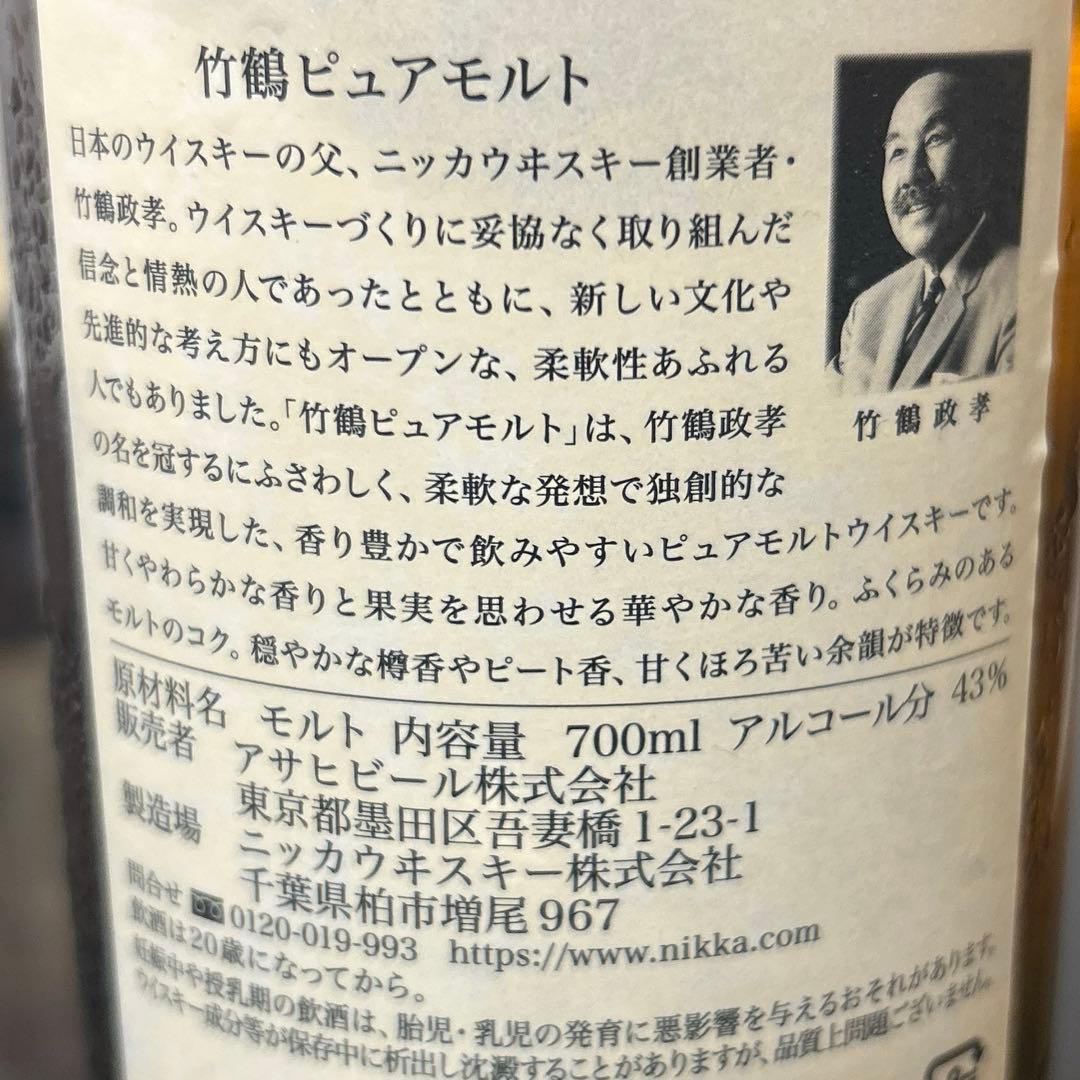 竹鶴ピュアモルト
日本のウイスキーの父、ニッカウヰスキー創業者・
竹鶴政孝。ウイスキーづくりに妥協なく取り組んだ
信念と情熱の人であったとともに、新しい文化や
先進的な考え方にもオープンな、柔軟性あふれる
人でもありました。「竹鶴ピュアモルト」は、竹鶴政孝
の名を冠するにふさわしく、柔軟な発想で独創的な
調和を実現した、香り豊かで飲みやすいピュアモルトウイスキーです。
甘くやわらかな香りと果実を思わせる華やかな香り。ふくらみのある
モルトのコク。穏やかな樽香やピート香、甘くほろ苦い余韻が特徴です。
竹鶴政孝
原材料名 モルト 内容量 700ml アルコール分 43%
販売者 アサヒビール株式会社
東京都墨田区吾妻橋1-23-1
製造場 ニッカウヰスキー株式会社
千葉県柏市増尾967
問合せ 0120-019-993 https://www.nikka.com
飲酒は20歳になってから。
妊娠中や授乳期の飲酒は、胎児・乳児の発育に悪影響を与えるおそれがあります。
ウイスキー成分等が保存中に析出し沈澱することがありますが、品質上問題ございません。